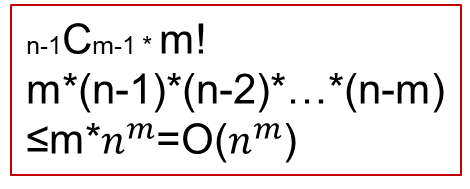 n-1Cm-1 * m!
m*(n-1)*(n-2)*…*(n-m)
≤m*𝑛^𝑚=O(𝑛^𝑚)